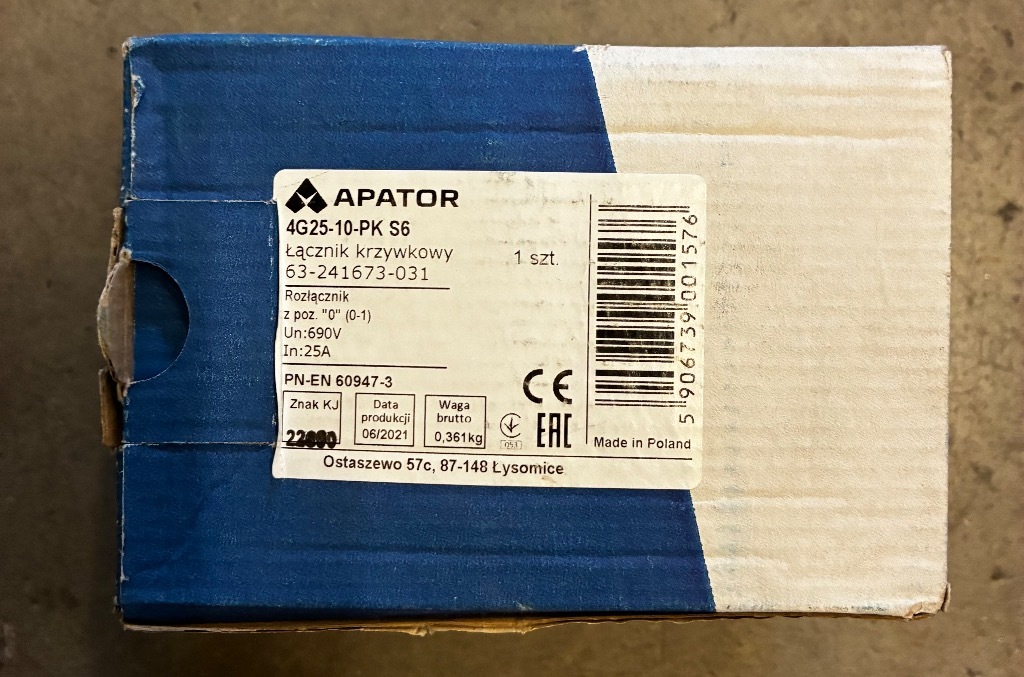 APATOR
4G25-10-PK S6
Łącznik krzywkowy
63-241673-031
1 szt.
Rozłącznik
z poz. "0" (0-1)
Un:690V
In:25A
PN-EN 60947-3
Znak KJ
Data
produkcji
06/2021
Waga
brutto
0,361kg
CE
EAC
5 906739 001576
Made in Poland
Ostaszewo 57c, 87-148 Łysomice